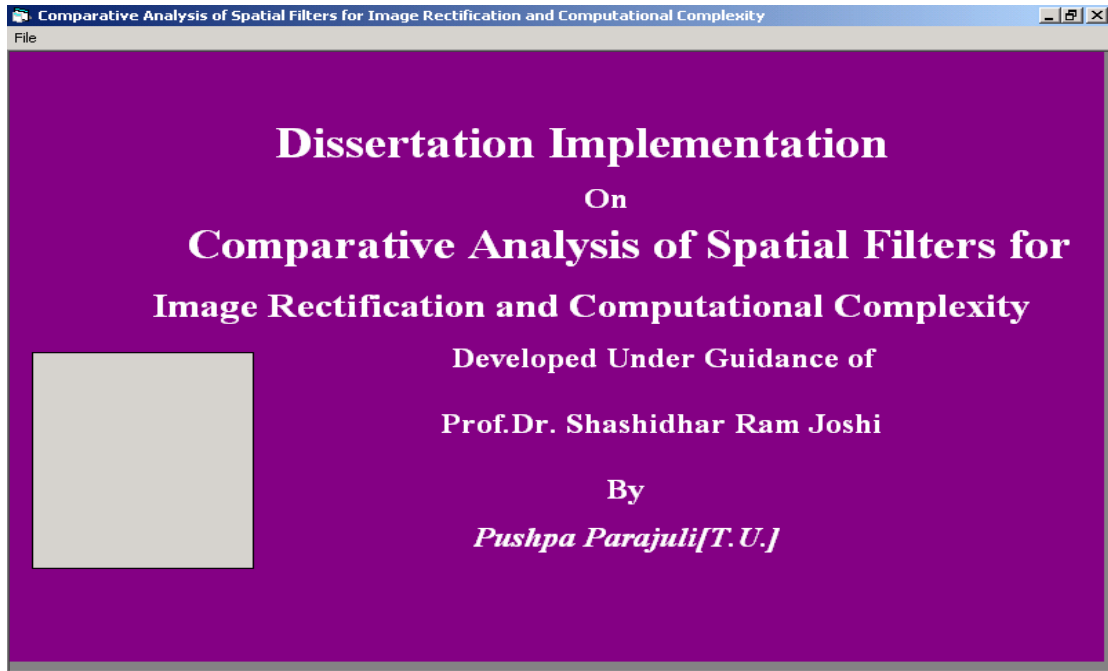 Comparative Analysis of Spatial Filters for Image Rectification and Computational Complexity
File
Dissertation Implementation
On
Comparative Analysis of Spatial Filters for
Image Rectification and Computational Complexity
Developed Under Guidance of
Prof.Dr. Shashidhar Ram Joshi
By
Pushpa Parajuli[T.U.]